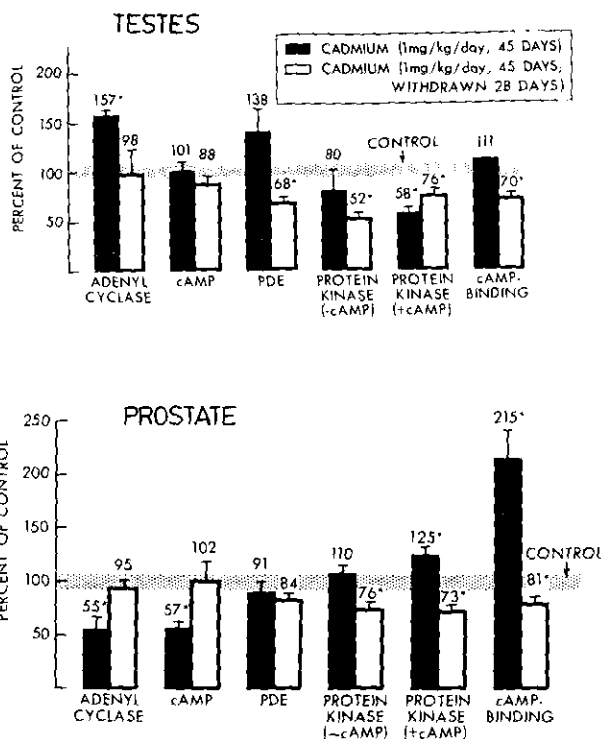 TESTES
CADMIUM (1mg/kg/day, 45 DAYS)
CADMIUM (1mg/kg/day, 45 DAYS;
WITHDRAWN 28 DAYS)
PERCENT OF CONTROL
200
150
100
50
157*
98
101
88
138
68*
80
52*
CONTROL
58*
76*
111
70*
ADENYL
CYCLASE
cAMP
PDE
PROTEIN
KINASE
(-cAMP)
PROTEIN
KINASE
(+cAMP)
cAMP-
BINDING
PROSTATE
PERCENT OF CONTROL
250
200
150
100
50
55*
95
57*
102
91
84
110
76*
125*
73*
215*
81*
CONTROL
ADENYL
CYCLASE
cAMP
PDE
PROTEIN
KINASE
(~cAMP)
PROTEIN
KINASE
(+cAMP)
cAMP-
BINDING